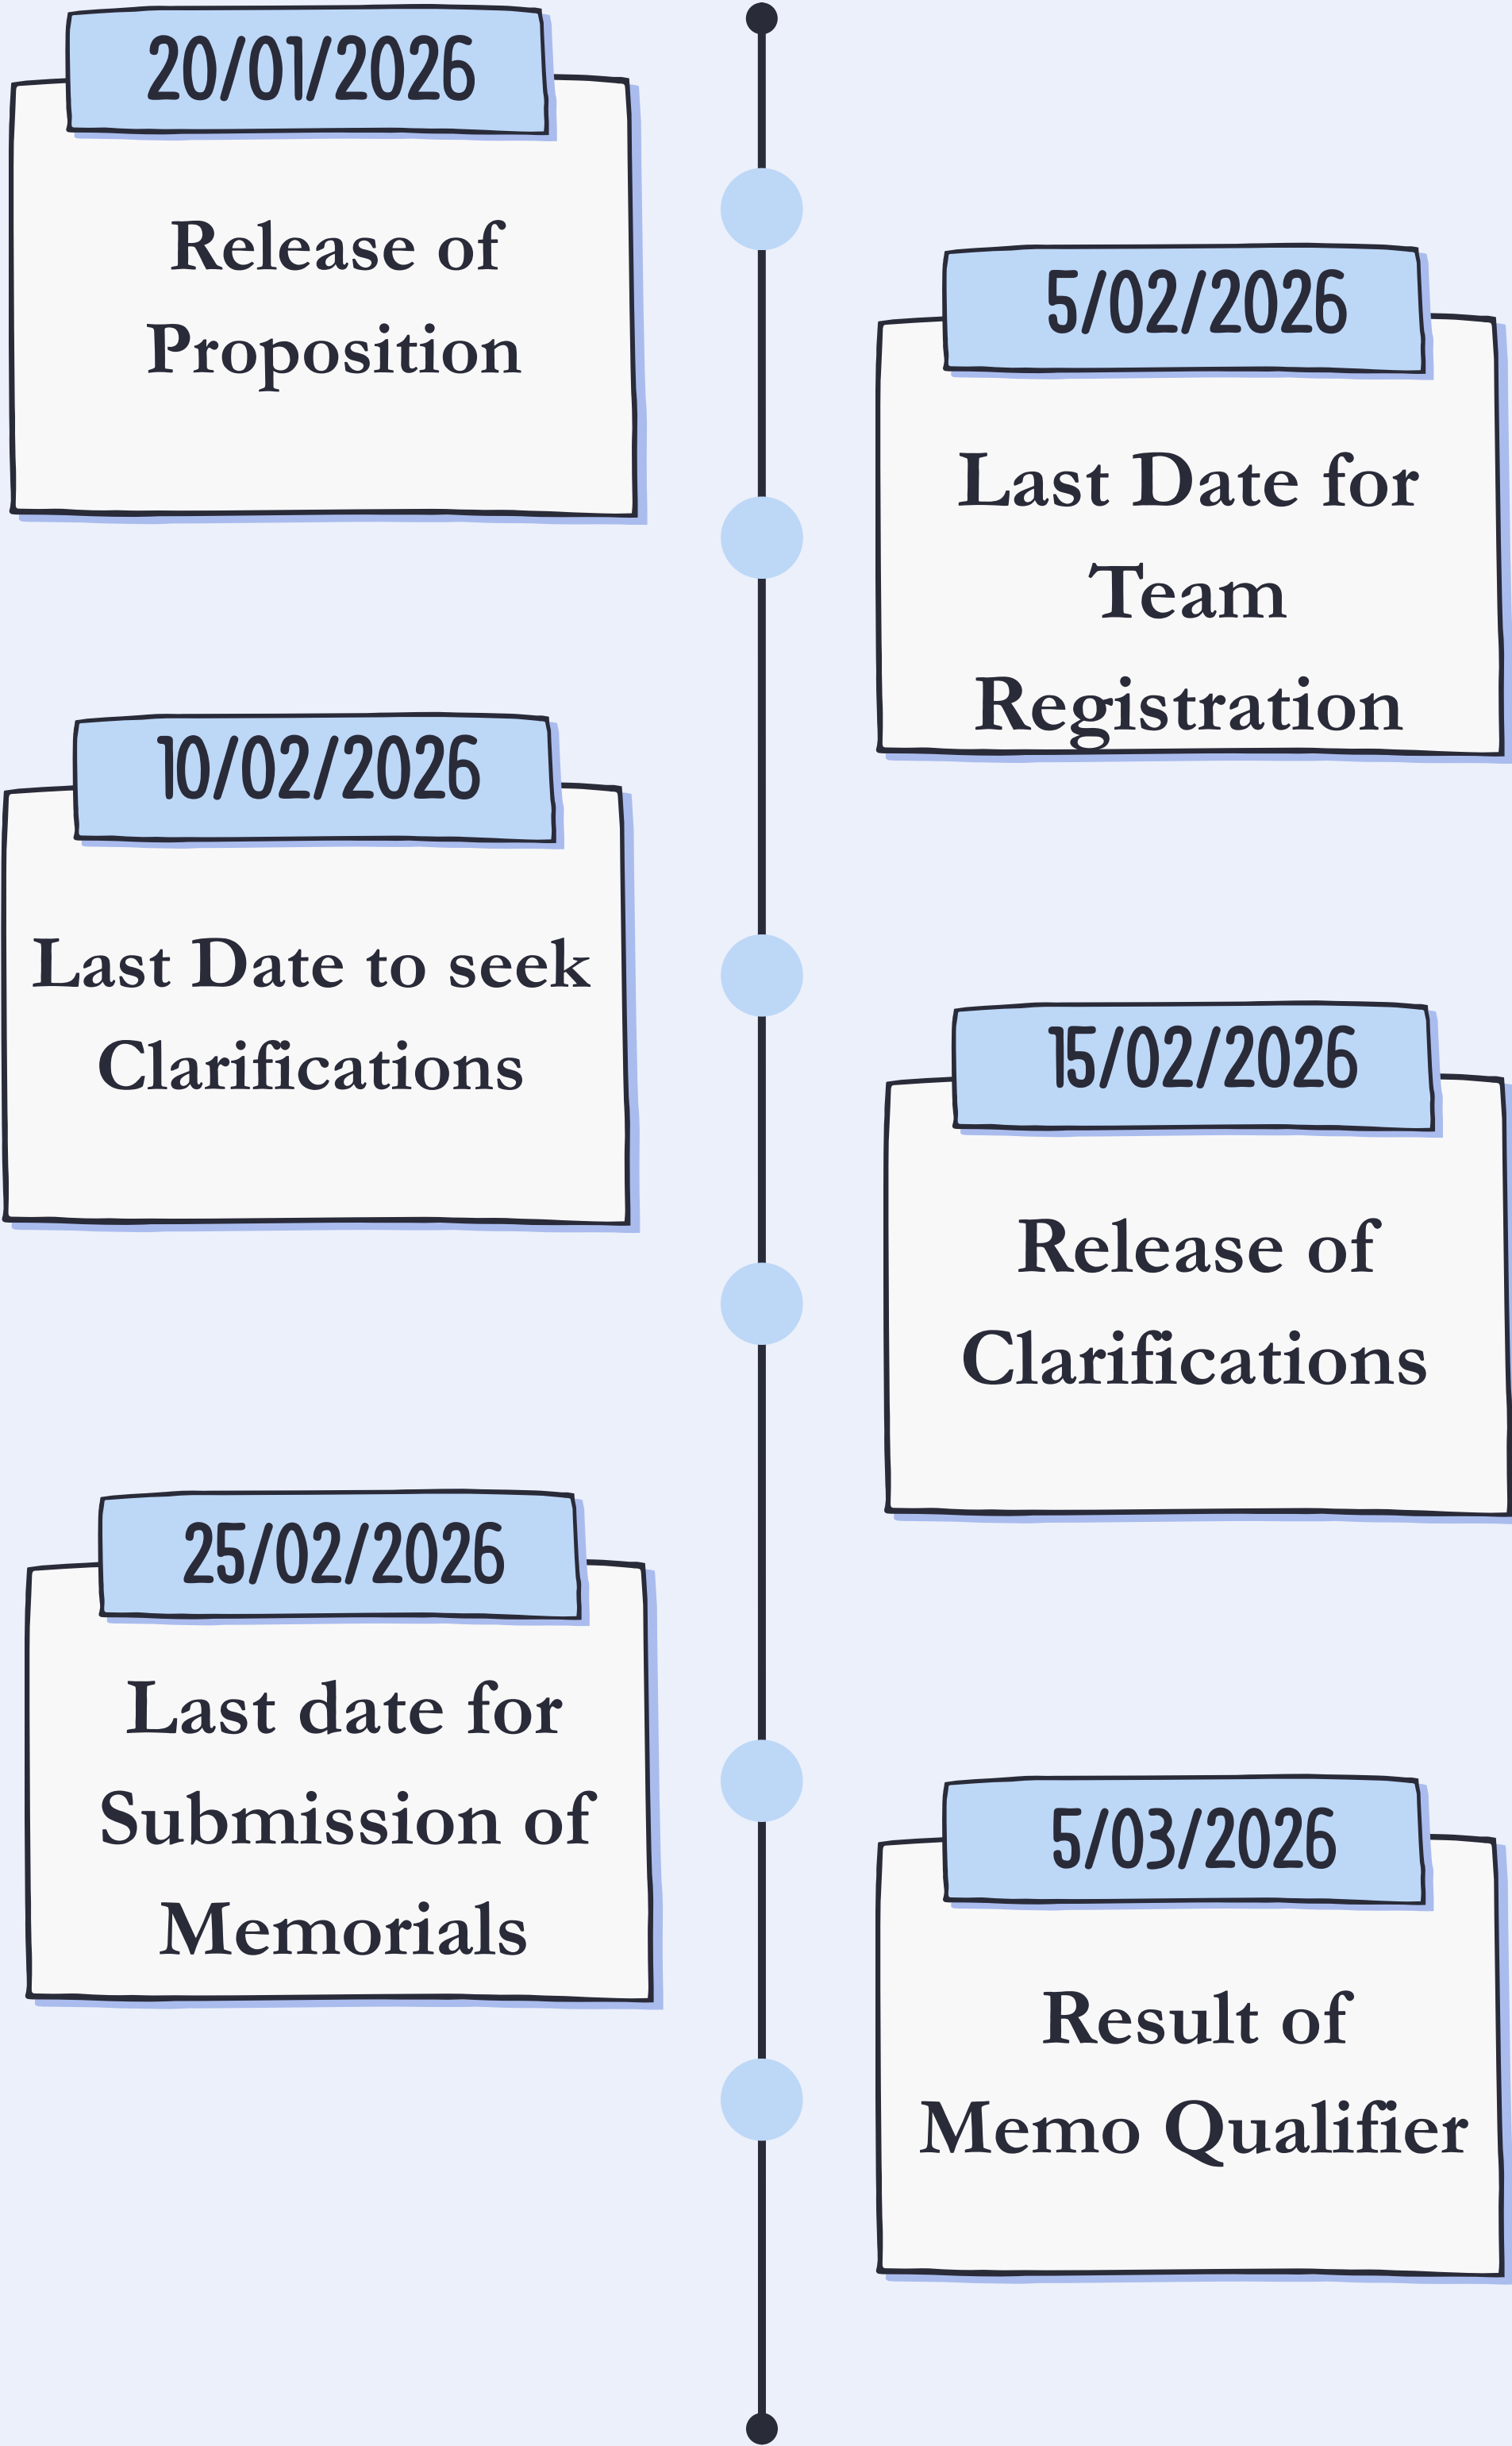 20/01/2026
Release of
Proposition
5/02/2026
Last Date for
Team
Registration
10/02/2026
Last Date to seek
Clarifications
15/02/2026
Release of
Clarifications
25/02/2026
Last date for
Submission of
Memorials
5/03/2026
Result of
Memo Qualifier